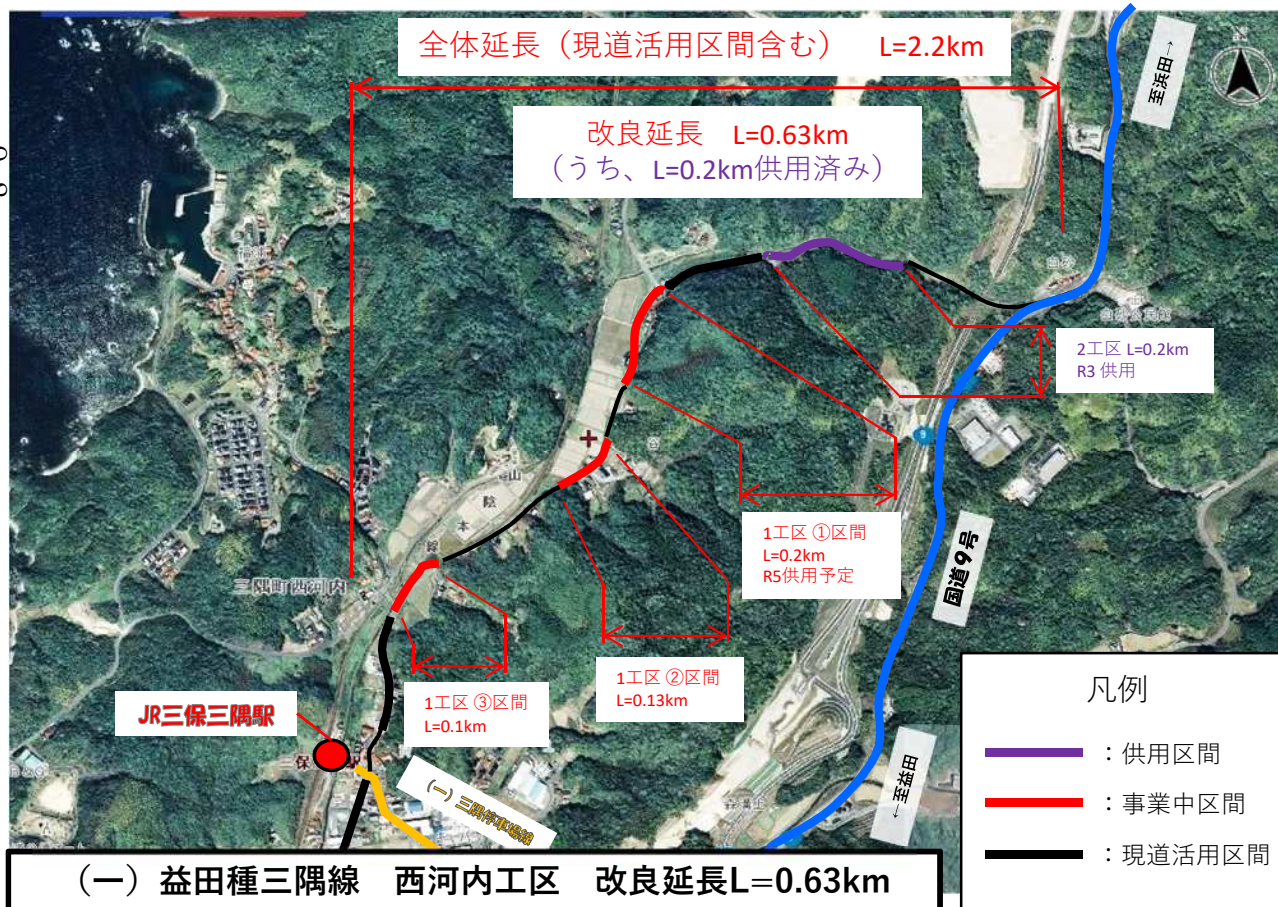 全体延長（現道活用区間含む）　L=2.2km
改良延長　L=0.63km
（うち、L=0.2km供用済み）
至浜田→
白砂
2工区 L=0.2km
R3 供用
9
国道9号
山
陰
本
線
1工区 ①区間
L=0.2km
R5供用予定
三隅町西河内
1工区 ②区間
L=0.13km
1工区 ③区間
L=0.1km
JR三保三隅駅
保
（一）三隅停車場線
←至益田
凡例
：供用区間
：事業中区間
：現道活用区間
（一）益田種三隅線　西河内工区　改良延長L=0.63km